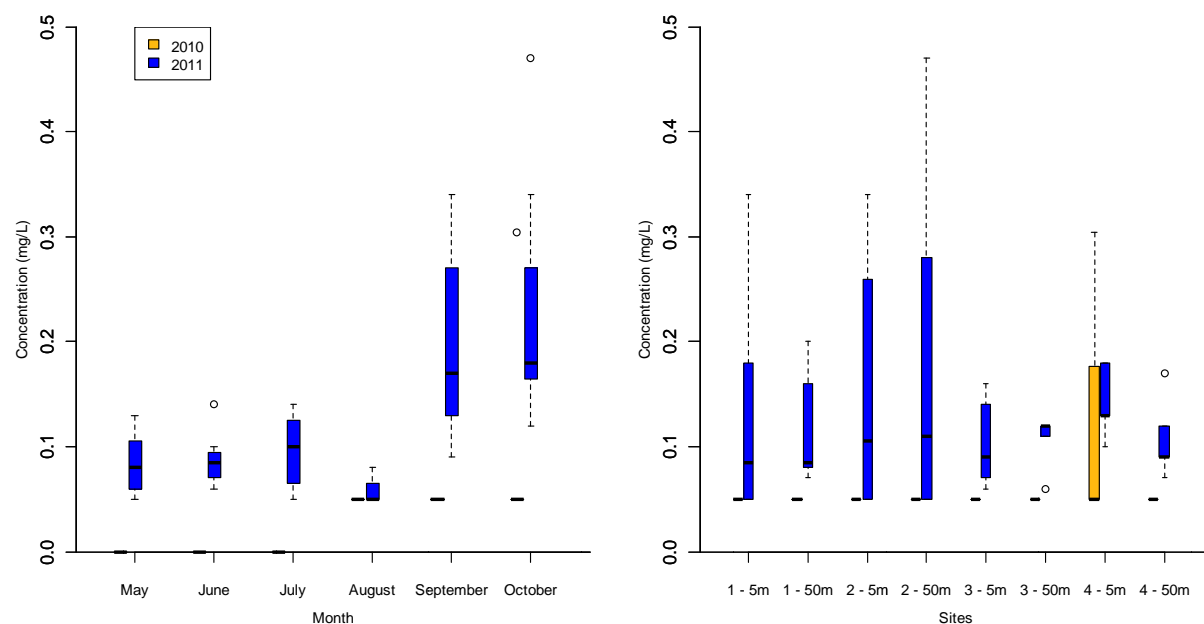 0.5
0.4
0.3
0.2
0.1
0.0
Concentration (mg/L)
2010
2011
May June July August September October
Month
0.5
0.4
0.3
0.2
0.1
0.0
Concentration (mg/L)
1 - 5m 1 - 50m 2 - 5m 2 - 50m 3 - 5m 3 - 50m 4 - 5m 4 - 50m
Sites